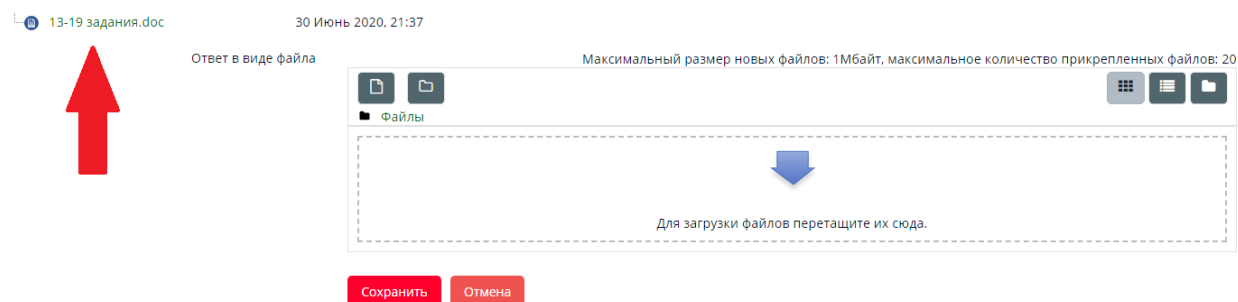 13-19 задания.doc 30 Июнь 2020, 21:37
Ответ в виде файла Максимальный размер новых файлов: 1Мбайт, максимальное количество прикрепленных файлов: 20
Файлы
Для загрузки файлов перетащите их сюда.
Сохранить Отмена